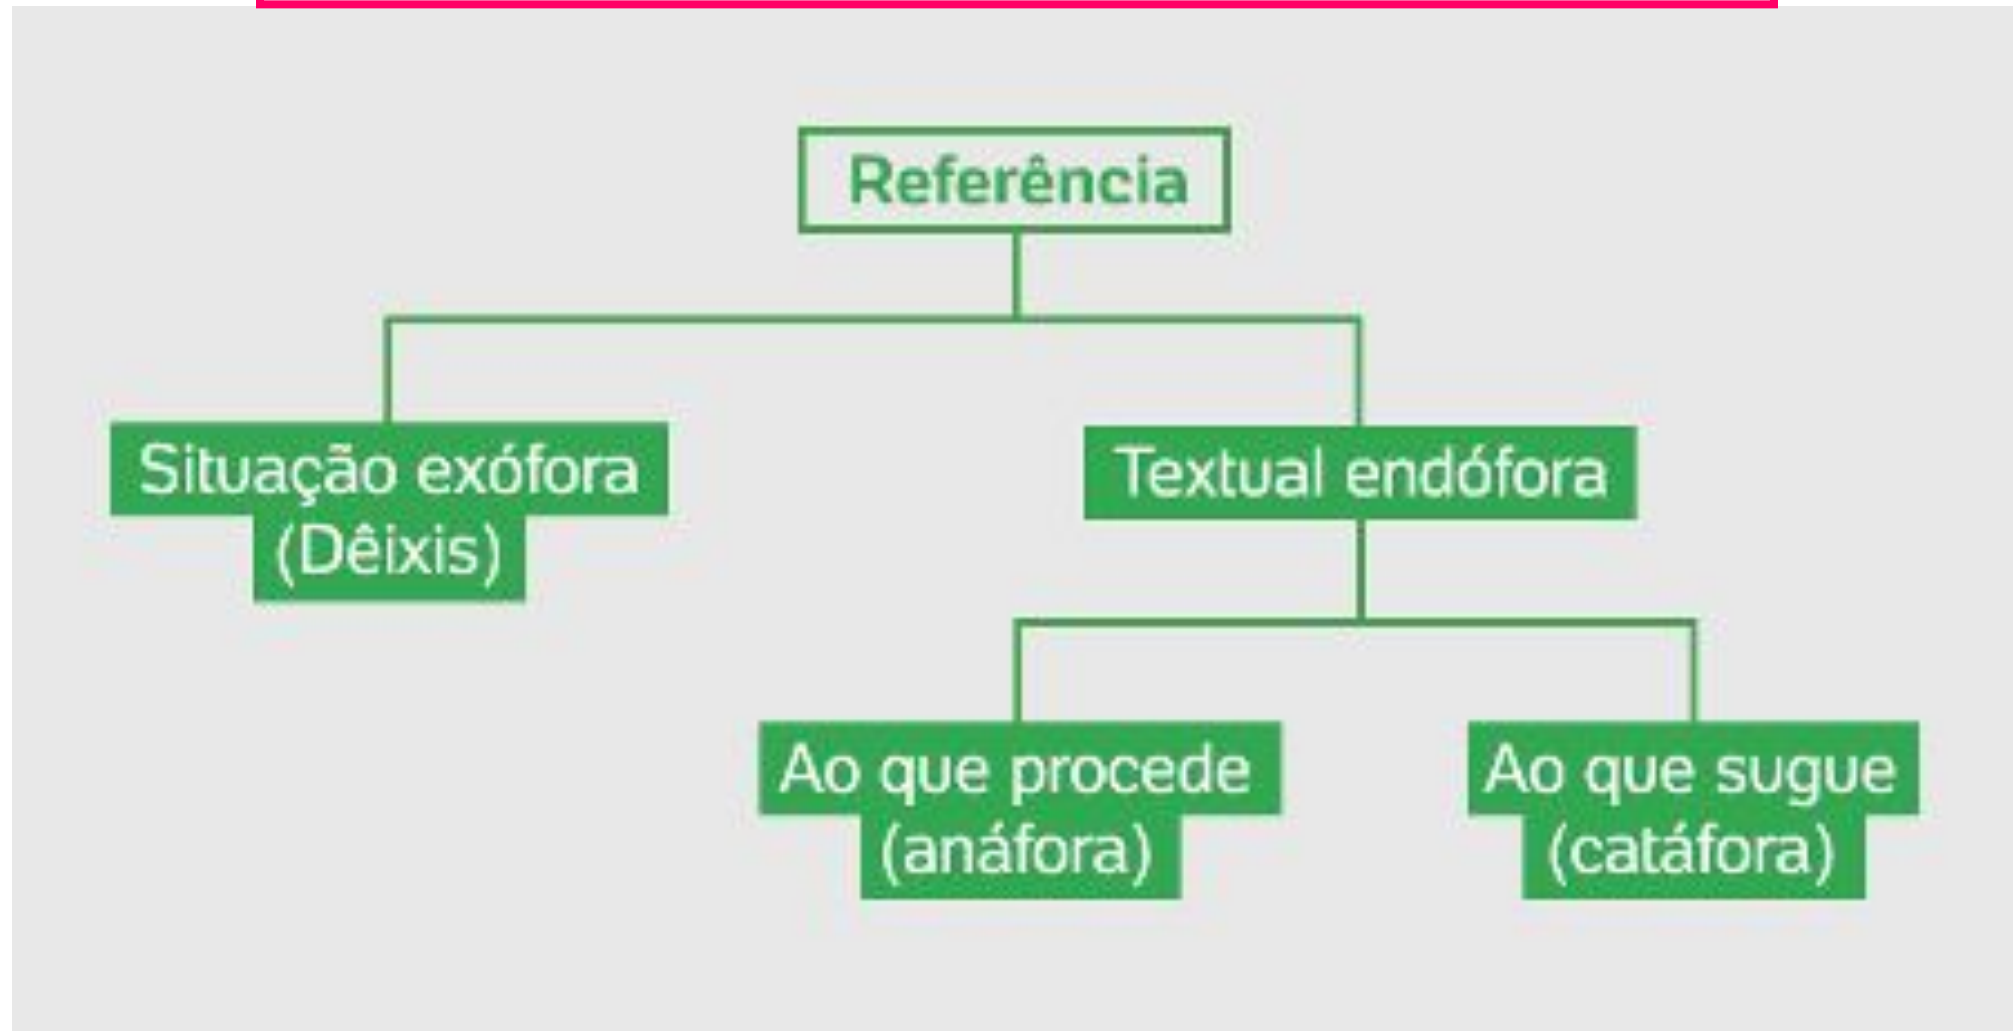 Referência
Situação exófora
(Dêixis)
Textual endófora
Ao que procede
(anáfora)
Ao que sugue
(catáfora)